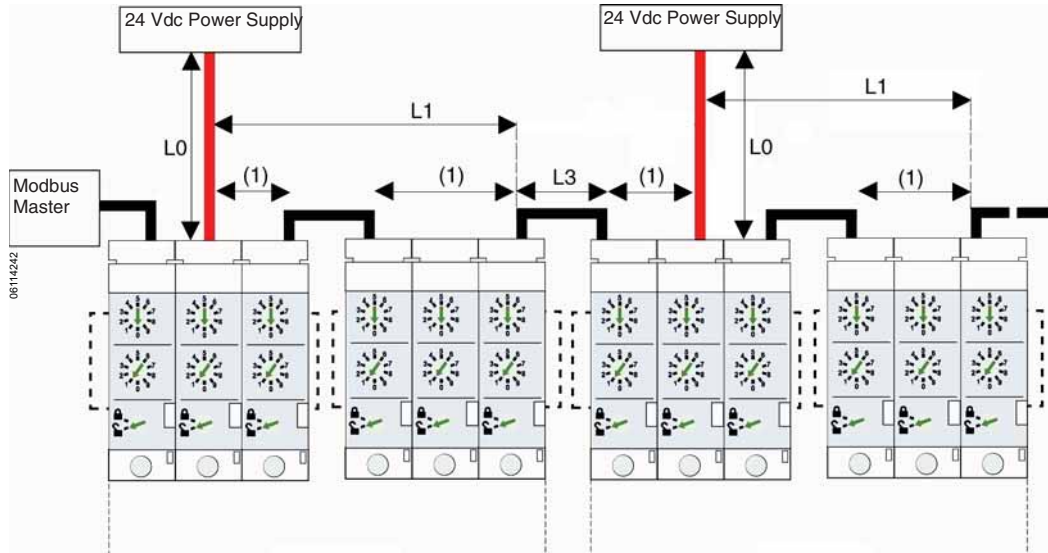 24 Vdc Power Supply
24 Vdc Power Supply
L1
L1
L0
L0
(1)
(1)
L3
(1)
(1)
Modbus
Master
06114242